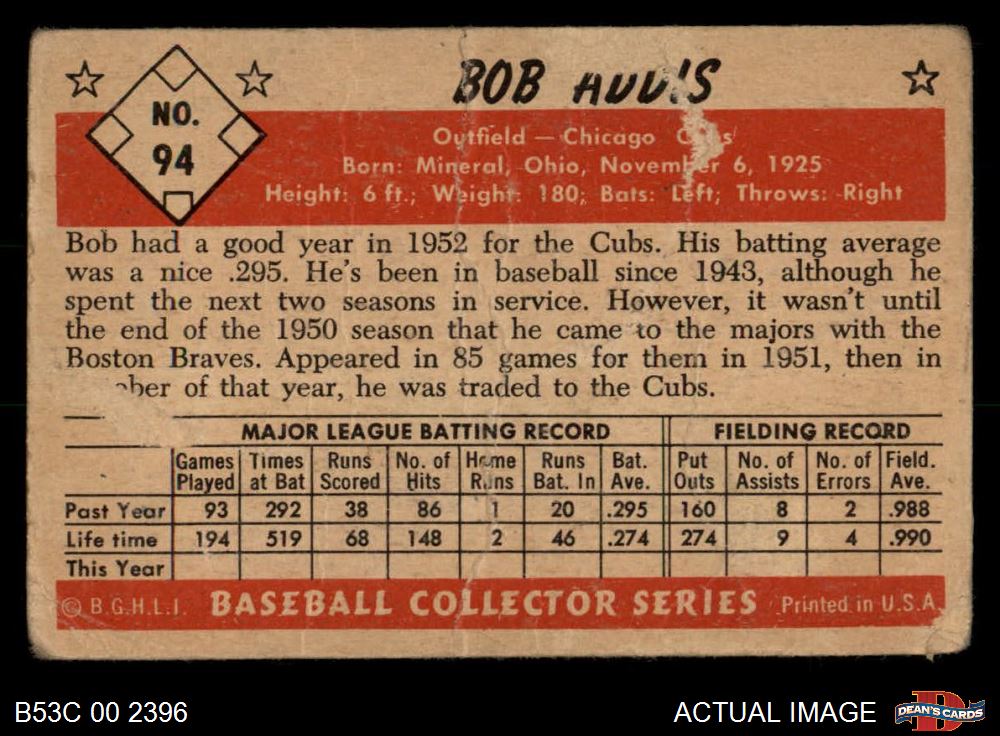 NO.
94
BOB
Outfield — Chicago
Born: Mineral, Ohio, November 6, 1925
Height: 6 ft.; Weight: 180; Bats: Left; Throws: Right
Bob had a good year in 1952 for the Cubs. His batting average
was a nice .295. He's been in baseball since 1943, although he
spent the next two seasons in service. However, it wasn't until
the end of the 1950 season that he came to the majors with the
Boston Braves. Appeared in 85 games for them in 1951, then in
of that year, he was traded to the Cubs.
MAJOR LEAGUE BATTING RECORD FIELDING RECORD
Games Times Runs No. of Home Runs Bat. Put No. of No. of Field.
Played at Bat Scored Hits Runs Bat. In Ave. Outs Assists Errors Ave.
Past Year 93 292 38 86 1 20 .295 160 8 2 .988
Life time 194 519 68 148 2 46 .274 274 9 4 .990
This Year
© B.G.H.L.I. BASEBALL COLLECTOR SERIES Printed in U.S.A.
B53C 00 2396 ACTUAL IMAGE DEAN'S CARDS